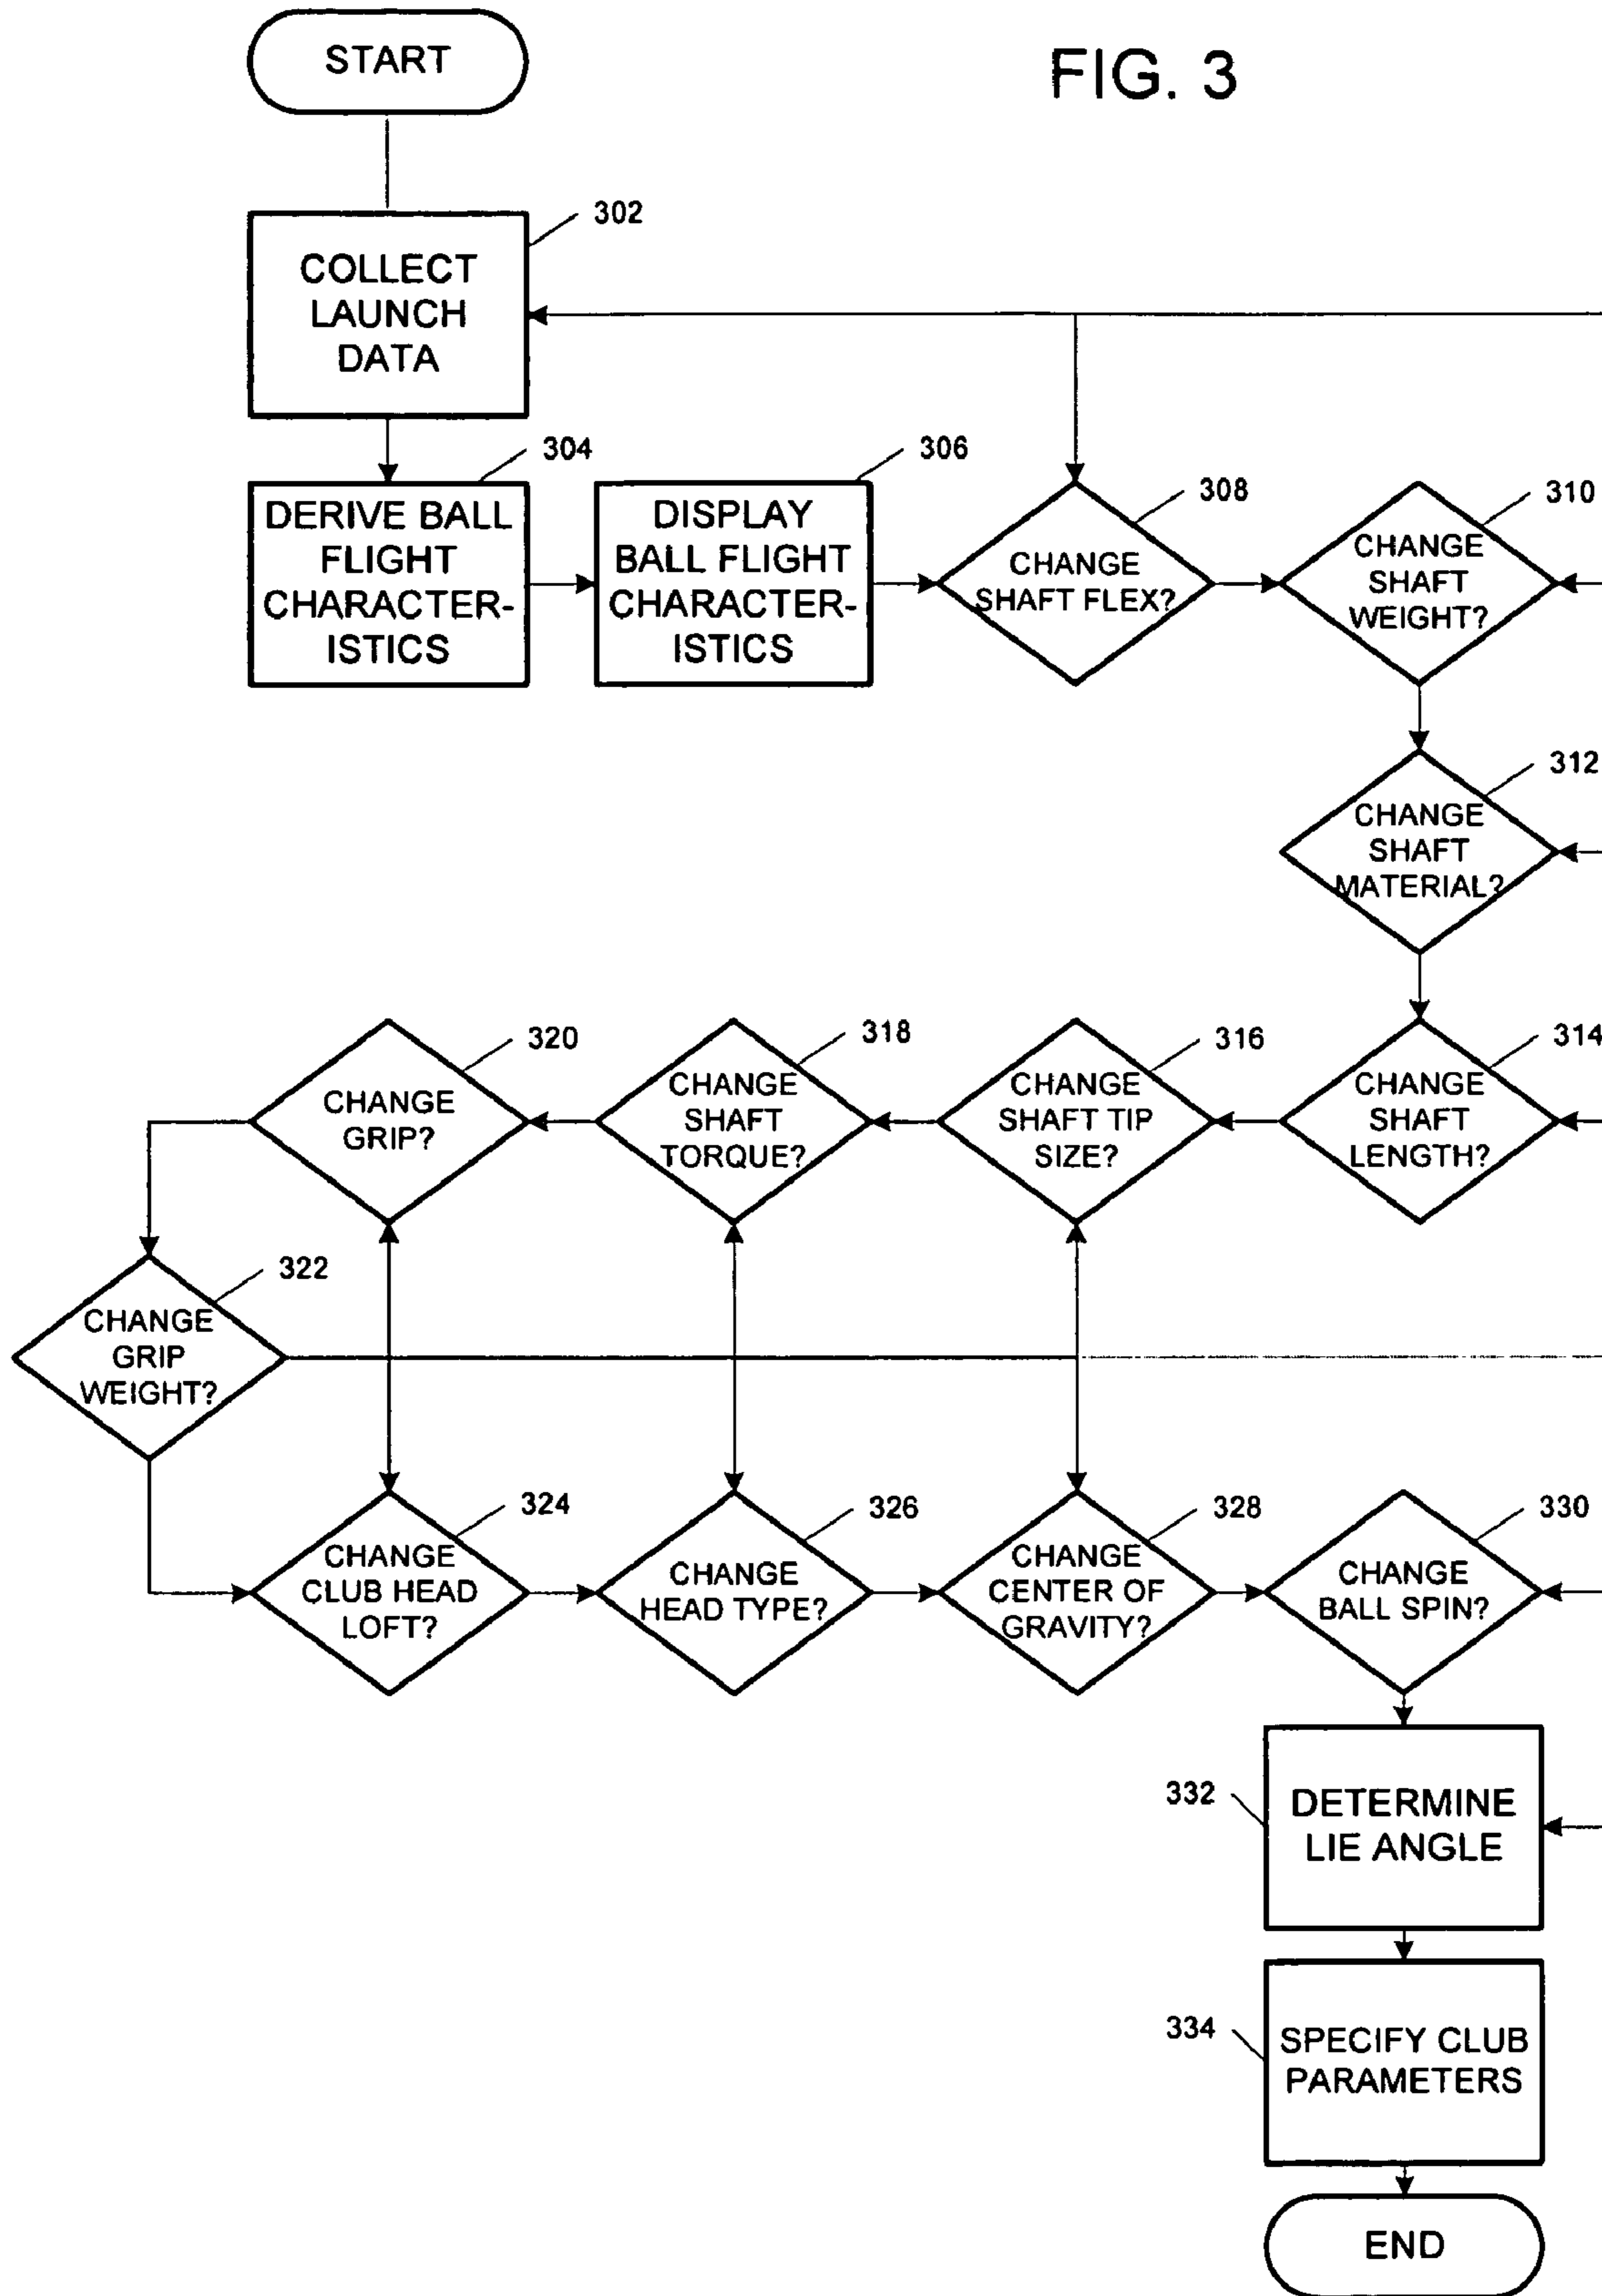 START
FIG. 3
302
COLLECT
LAUNCH
DATA
304
DERIVE BALL
FLIGHT
CHARACTER-
ISTICS
306
DISPLAY
BALL FLIGHT
CHARACTER-
ISTICS
308
CHANGE
SHAFT FLEX?
310
CHANGE
SHAFT
WEIGHT?
312
CHANGE
SHAFT
MATERIAL?
314
CHANGE
SHAFT
LENGTH?
316
CHANGE
SHAFT TIP
SIZE?
318
CHANGE
SHAFT
TORQUE?
320
CHANGE
GRIP?
322
CHANGE
GRIP
WEIGHT?
324
CHANGE
CLUB HEAD
LOFT?
326
CHANGE
HEAD TYPE?
328
CHANGE
CENTER OF
GRAVITY?
330
CHANGE
BALL SPIN?
332
DETERMINE
LIE ANGLE
334
SPECIFY CLUB
PARAMETERS
END